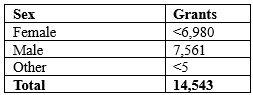 Sex Grants
Female <6,980
Male 7,561
Other <5
Total 14,543